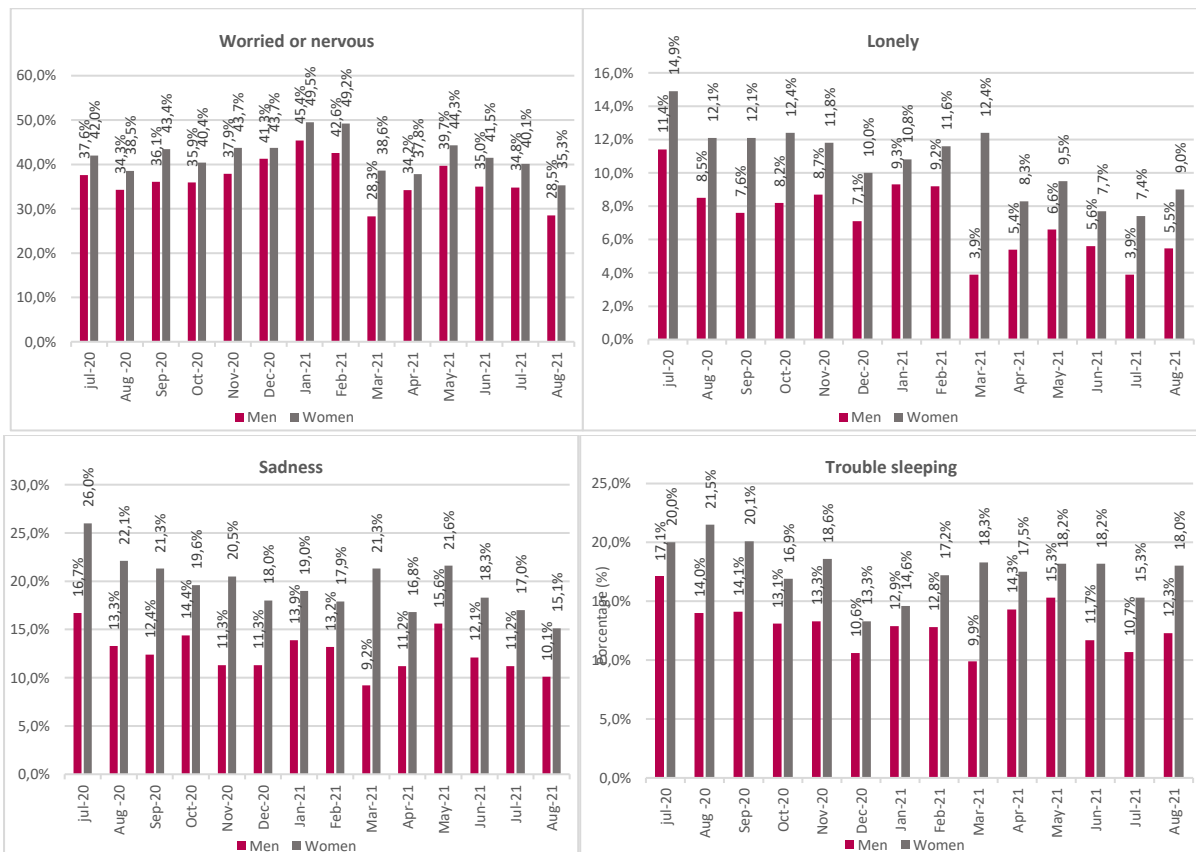 Worried or nervous
60,0%
50,0%
40,0%
30,0%
20,0%
10,0%
0,0%
37,6%
42,0%
34,3%
38,5%
36,1%
43,4%
35,9%
40,4%
37,9%
43,7%
41,3%
43,7%
45,4%
49,5%
42,6%
49,2%
28,3%
38,6%
34,2%
37,8%
39,7%
44,3%
35,0%
41,5%
34,8%
40,1%
28,5%
35,3%
jul-20
Aug -20
Sep-20
Oct-20
Nov-20
Dec-20
Jan-21
Feb-21
Mar-21
Apr-21
May-21
Jun-21
Jul-21
Aug-21
Men
Women
Lonely
16,0%
14,0%
12,0%
10,0%
8,0%
6,0%
4,0%
2,0%
0,0%
11,4%
14,9%
8,5%
12,1%
7,6%
12,1%
8,2%
12,4%
8,7%
11,8%
7,1%
10,0%
9,3%
10,8%
9,2%
11,6%
3,9%
12,4%
5,4%
8,3%
6,6%
9,5%
5,6%
7,7%
3,9%
7,4%
5,5%
9,0%
jul-20
Aug -20
Sep-20
Oct-20
Nov-20
Dec-20
Jan-21
Feb-21
Mar-21
Apr-21
May-21
Jun-21
Jul-21
Aug-21
Men
Women
Sadness
30,0%
25,0%
20,0%
15,0%
10,0%
5,0%
0,0%
16,7%
26,0%
13,3%
22,1%
12,4%
21,3%
14,4%
19,6%
11,3%
20,5%
11,3%
18,0%
13,9%
19,0%
13,2%
17,9%
9,2%
21,3%
11,2%
16,8%
15,6%
21,6%
12,1%
18,3%
11,2%
17,0%
10,1%
15,1%
jul-20
Aug -20
Sep-20
Oct-20
Nov-20
Dec-20
Jan-21
Feb-21
Mar-21
Apr-21
May-21
Jun-21
Jul-21
Aug-21
Men
Women
Trouble sleeping
25,0%
20,0%
15,0%
10,0%
5,0%
0,0%
Porcentage (%)
17,1%
20,0%
14,0%
21,5%
14,1%
20,1%
13,1%
16,9%
13,3%
18,6%
10,6%
13,3%
12,9%
14,6%
12,8%
17,2%
9,9%
18,3%
14,3%
17,5%
15,3%
18,2%
11,7%
18,2%
10,7%
15,3%
12,3%
18,0%
jul-20
Aug -20
Sep-20
Oct-20
Nov-20
Dec-20
Jan-21
Feb-21
Mar-21
Apr-21
May-21
Jun-21
Jul-21
Aug-21
Men
Women